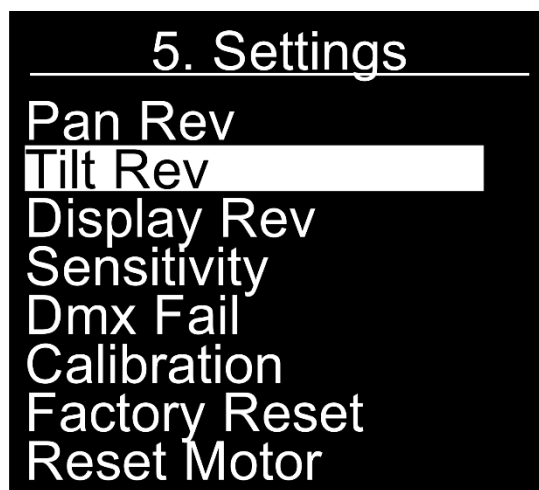 5. Settings
Pan Rev
Tilt Rev
Display Rev
Sensitivity
Dmx Fail
Calibration
Factory Reset
Reset Motor